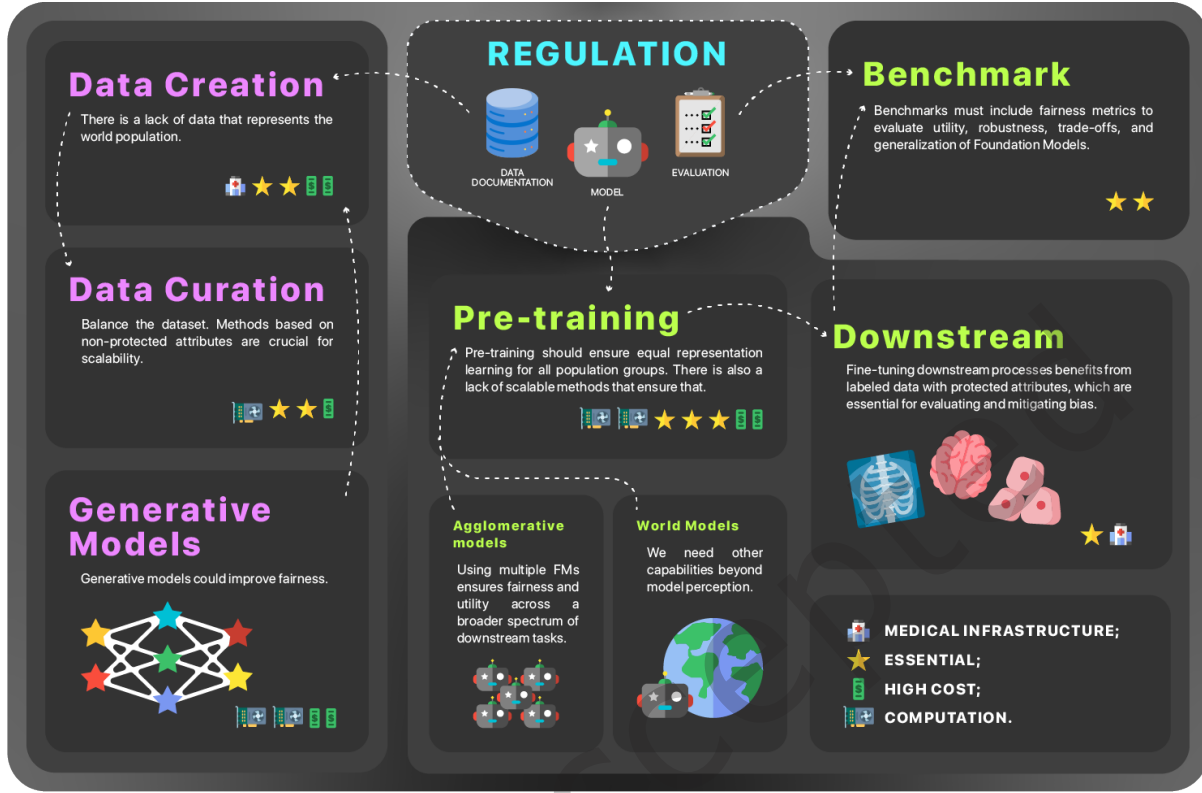 REGULATION
DATA
DOCUMENTATION
MODEL
EVALUATION
Data Creation
There is a lack of data that represents the
world population.
Data Curation
Balance the dataset. Methods based on
non-protected attributes are crucial for
scalability.
Generative
Models
Generative models could improve fairness.
Pre-training
Pre-training should ensure equal representation
learning for all population groups. There is also a
lack of scalable methods that ensure that.
Agglomerative
models
Using multiple FMs
ensures fairness and
utility across a
broader spectrum of
downstream tasks.
World Models
We need other
capabilities beyond
model perception.
Benchmark
Benchmarks must include fairness metrics to
evaluate utility, robustness, trade-offs, and
generalization of Foundation Models.
Downstream
Fine-tuning downstream processes benefits from
labeled data with protected attributes, which are
essential for evaluating and mitigating bias.
MEDICAL INFRASTRUCTURE;
ESSENTIAL;
HIGH COST;
COMPUTATION.